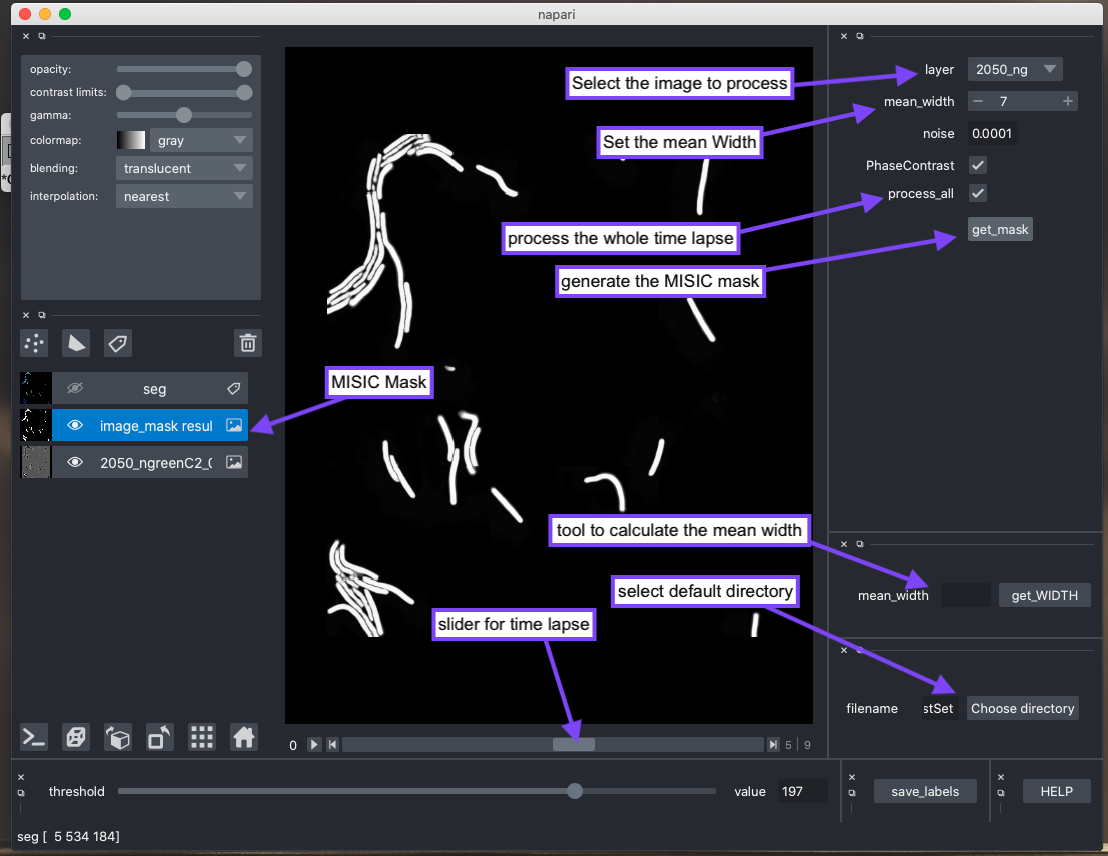 napari
opacity:
contrast limits:
gamma:
colormap:
gray
blending:
translucent
interpolation:
nearest
seg
image_mask resul
2050_ngreenC2_0
Select the image to process
Set the mean Width
process the whole time lapse
generate the MISIC mask
MISIC Mask
tool to calculate the mean width
select default directory
slider for time lapse
0
5 | 9
layer
2050_ng
mean_width
7
noise
0.0001
PhaseContrast
process_all
get_mask
mean_width
get_WIDTH
filename
stSet
Choose directory
threshold
value
197
save_labels
HELP
seg [ 5 534 184]